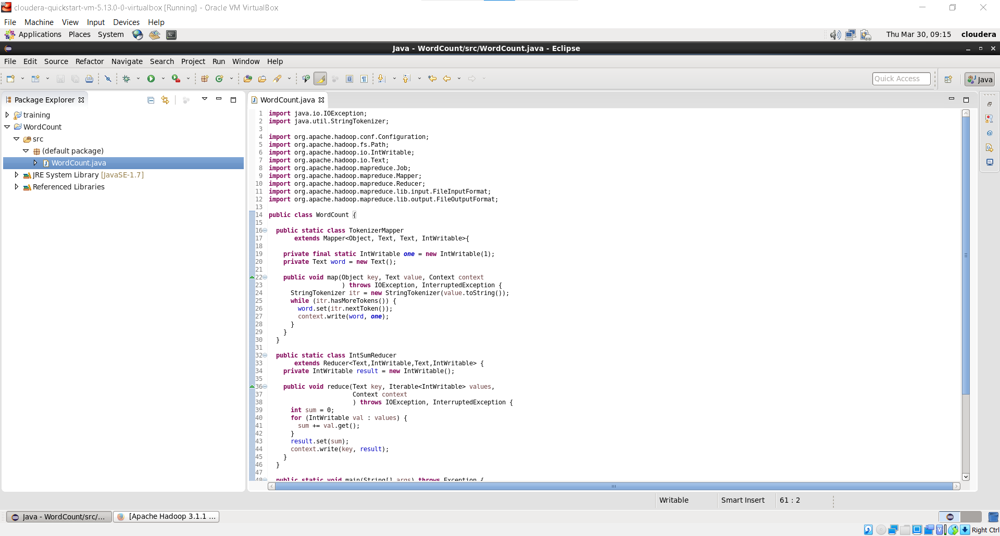 cloudera-quickstart-vm-5.13.0-0-virtualbox [Running] - Oracle VM VirtualBox
File Machine View Input Devices Help
Applications Places System Thu Mar 30, 09:15 cloudera
Java - WordCount/src/WordCount.java - Eclipse
File Edit Source Refactor Navigate Search Project Run Window Help
Quick Access Java
Package Explorer
training
WordCount
src
(default package)
WordCount.java
JRE System Library [JavaSE-1.7]
Referenced Libraries
WordCount.java
1 import java.io.IOException;
2 import java.util.StringTokenizer;
3
4 import org.apache.hadoop.conf.Configuration;
5 import org.apache.hadoop.fs.Path;
6 import org.apache.hadoop.io.IntWritable;
7 import org.apache.hadoop.io.Text;
8 import org.apache.hadoop.mapreduce.Job;
9 import org.apache.hadoop.mapreduce.Mapper;
10 import org.apache.hadoop.mapreduce.Reducer;
11 import org.apache.hadoop.mapreduce.lib.input.FileInputFormat;
12 import org.apache.hadoop.mapreduce.lib.output.FileOutputFormat;
13
14 public class WordCount {
15
16 public static class TokenizerMapper
17 extends Mapper<Object, Text, Text, IntWritable>{
18
19 private final static IntWritable one = new IntWritable(1);
20 private Text word = new Text();
21
22 public void map(Object key, Text value, Context context
23 ) throws IOException, InterruptedException {
24 StringTokenizer itr = new StringTokenizer(value.toString());
25 while (itr.hasMoreTokens()) {
26 word.set(itr.nextToken());
27 context.write(word, one);
28 }
29 }
30 }
31
32 public static class IntSumReducer
33 extends Reducer<Text,IntWritable,Text,IntWritable> {
34 private IntWritable result = new IntWritable();
35
36 public void reduce(Text key, Iterable<IntWritable> values,
37 Context context
38 ) throws IOException, InterruptedException {
39 int sum = 0;
40 for (IntWritable val : values) {
41 sum += val.get();
42 }
43 result.set(sum);
44 context.write(key, result);
45 }
46 }
47
48 public static void main(String[] args) throws Exception {
Writable Smart Insert 61 : 2
Java - WordCount/src/... [Apache Hadoop 3.1.1 ...
Right Ctrl